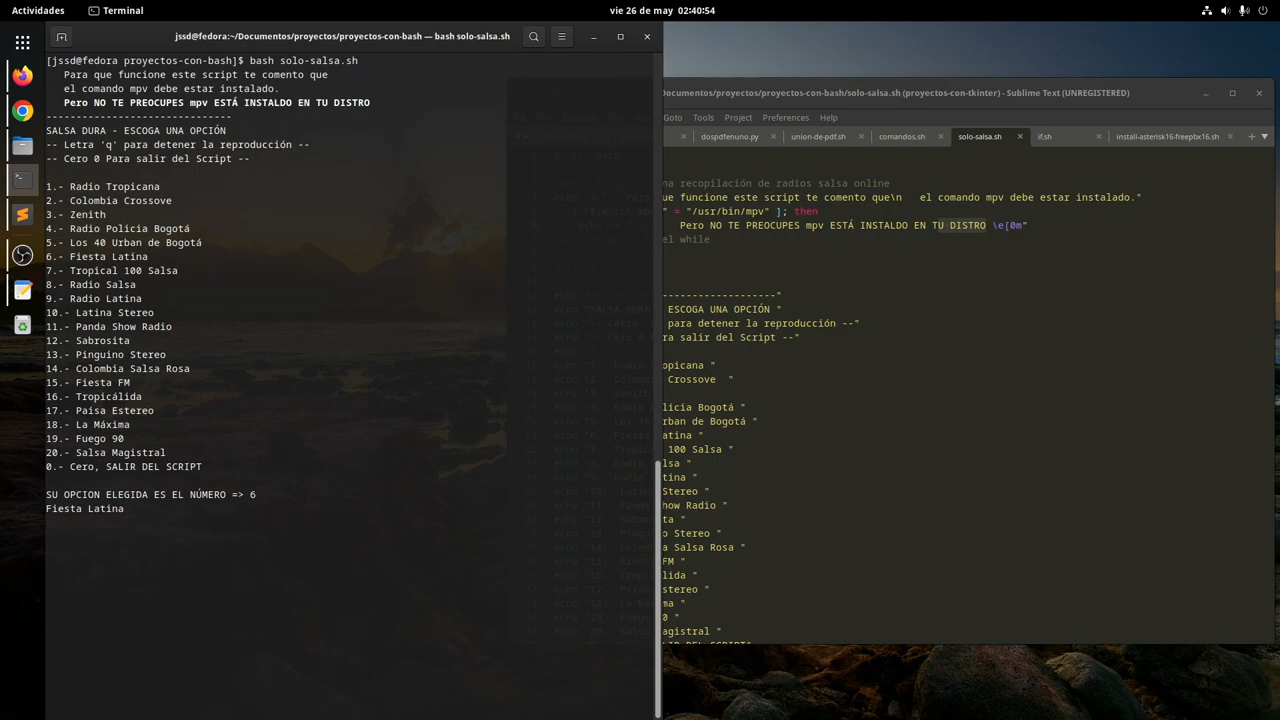 Actividades
Terminal
vie 26 de may 02:40:54
jssd@fedora:~/Documentos/proyectos/proyectos-con-bash — bash solo-salsa.sh
[jssd@fedora proyectos-con-bash]$ bash solo-salsa.sh
Para que funcione este script te comento que
el comando mpv debe estar instalado.
Pero NO TE PREOCUPES mpv ESTÁ INSTALDO EN TU DISTRO
-----------------------------
SALSA DURA - ESCOGA UNA OPCIÓN
-- Letra 'q' para detener la reproducción --
-- Cero 0 Para salir del Script --
1.- Radio Tropicana
2.- Colombia Crossove
3.- Zenith
4.- Radio Policia Bogotá
5.- Los 40 Urban de Bogotá
6.- Fiesta Latina
7.- Tropical 100 Salsa
8.- Radio Salsa
9.- Radio Latina
10.- Latina Stereo
11.- Panda Show Radio
12.- Sabrosita
13.- Pinguino Stereo
14.- Colombia Salsa Rosa
15.- Fiesta FM
16.- Tropicálida
17.- Paisa Estereo
18.- La Máxima
19.- Fuego 90
20.- Salsa Magistral
0.- Cero, SALIR DEL SCRIPT
SU OPCION ELEGIDA ES EL NÚMERO => 6
Fiesta Latina
Documentos/proyectos/proyectos-con-bash/solo-salsa.sh (proyectos-con-tkinter) - Sublime Text (UNREGISTERED)
Goto Tools Project Preferences Help
dospdfenuno.py union-de-pdf.sh comandos.sh solo-salsa.sh if.sh install-asterisk16-freepbx16.sh
na recopilación de radios salsa online
ue funcione este script te comento que\n el comando mpv debe estar instalado."
" = "/usr/bin/mpv" ]; then
Pero NO TE PREOCUPES mpv ESTÁ INSTALDO EN TU DISTRO \e[0m"
el while
-------------------"
ESCOGA UNA OPCIÓN "
para detener la reproducción --"
ra salir del Script --"
opicana "
Crossove "
olicia Bogotá "
rban de Bogotá "
atina "
100 Salsa "
lsa "
tina "
Stereo "
how Radio "
ta "
o Stereo "
a Salsa Rosa "
FM "
lida "
stereo "
ma "
0 "
agistral "